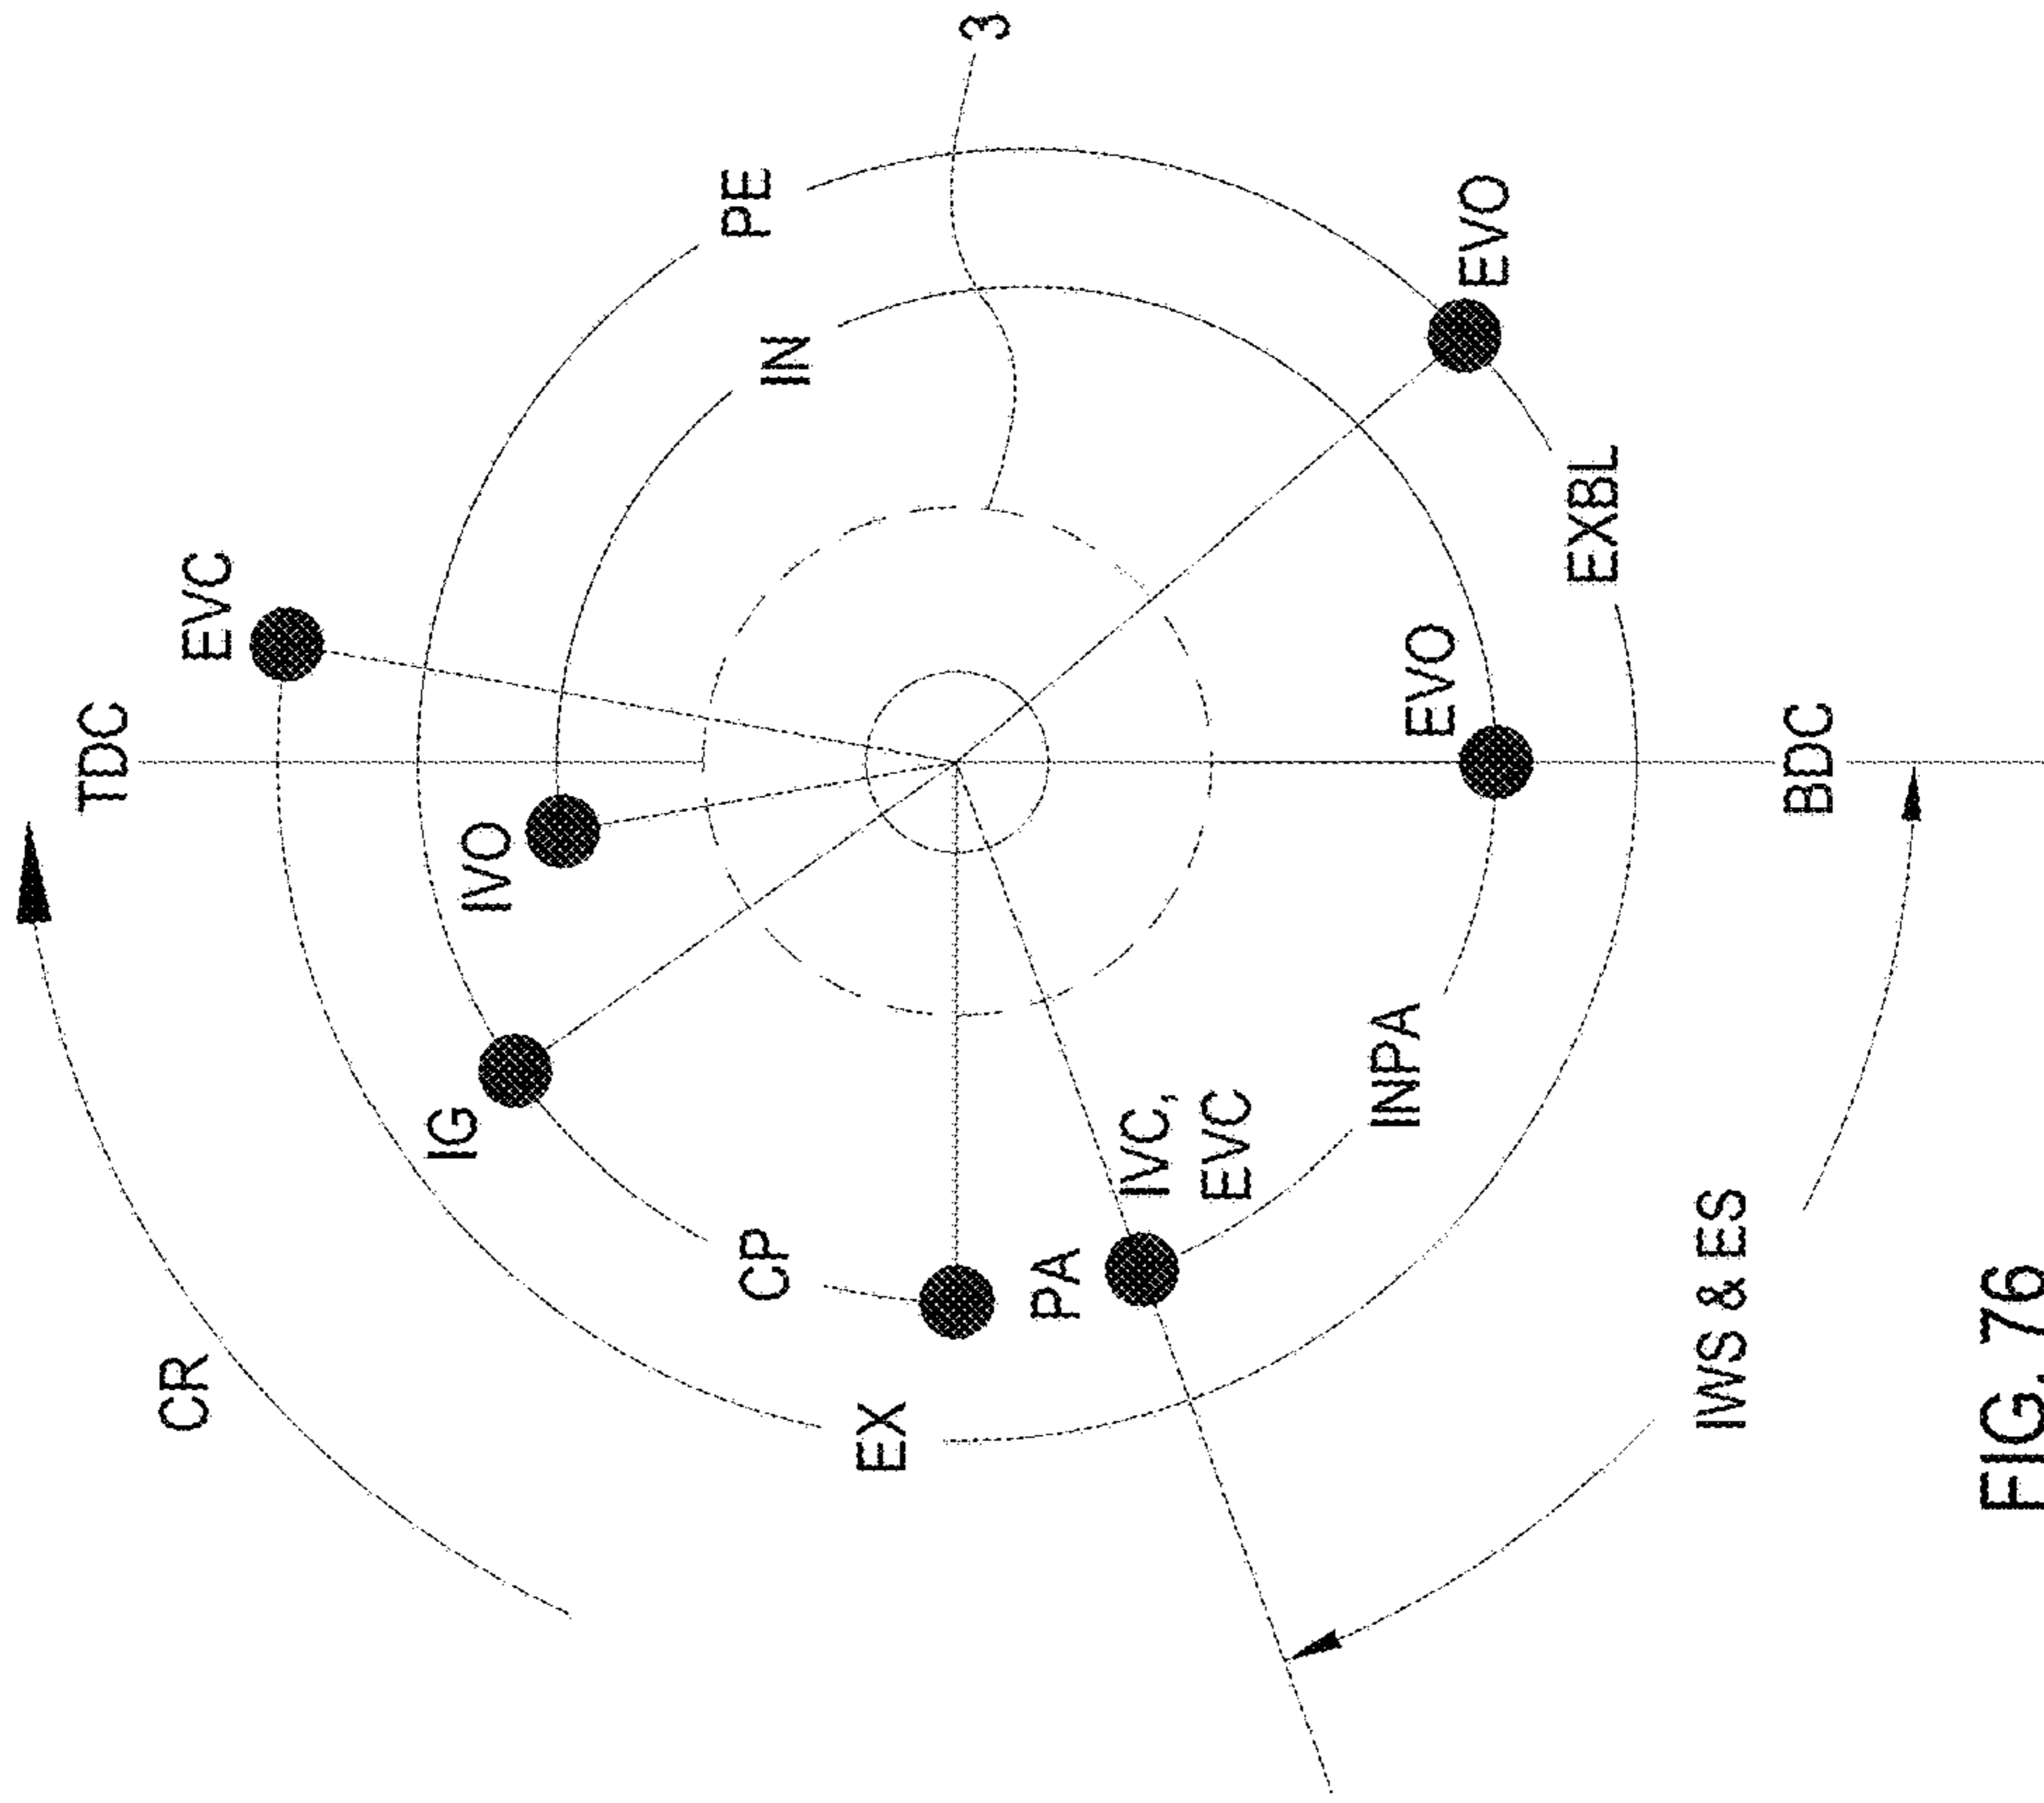 TDC
EVC
3
CR
IVO
IG
PE
IN
CP
EX
PA
IVC,
EVC
EVO
EVO
EXBL
INPA
BDC
IWS & ES
FIG. 76